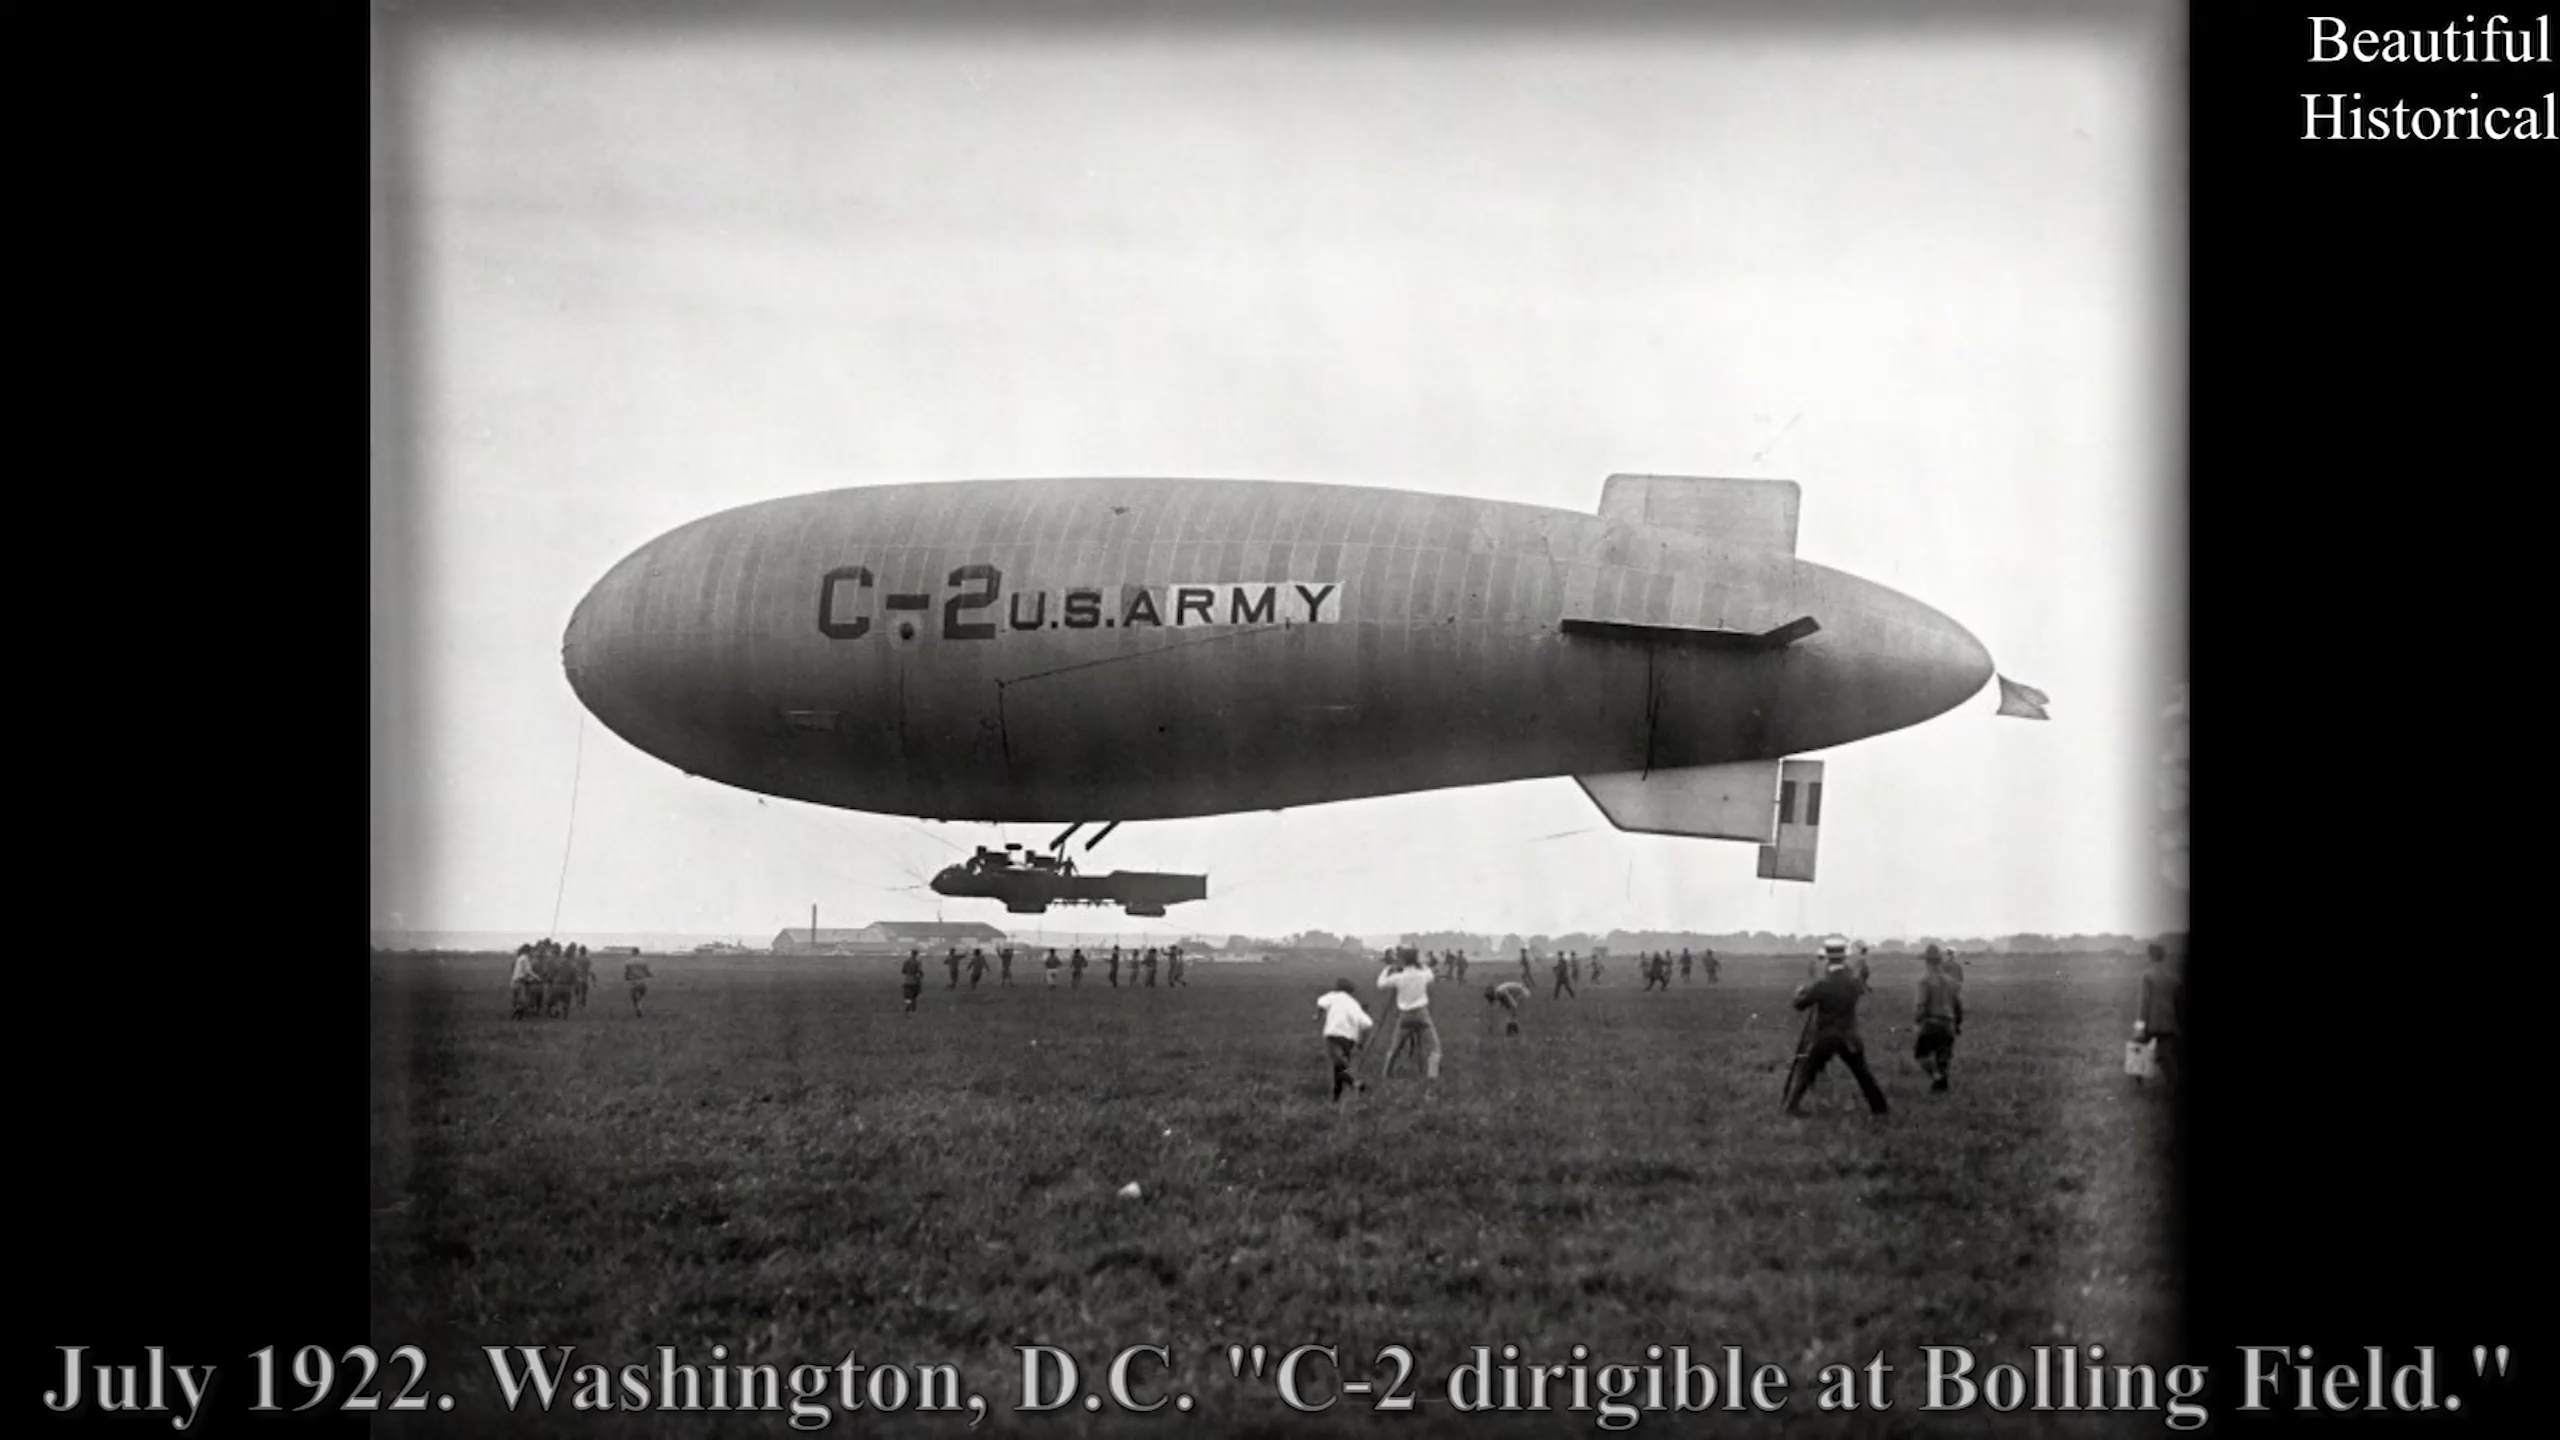 Beautiful
Historical
C-2 U.S.ARMY
July 1922. Washington, D.C. "C-2 dirigible at Bolling Field."